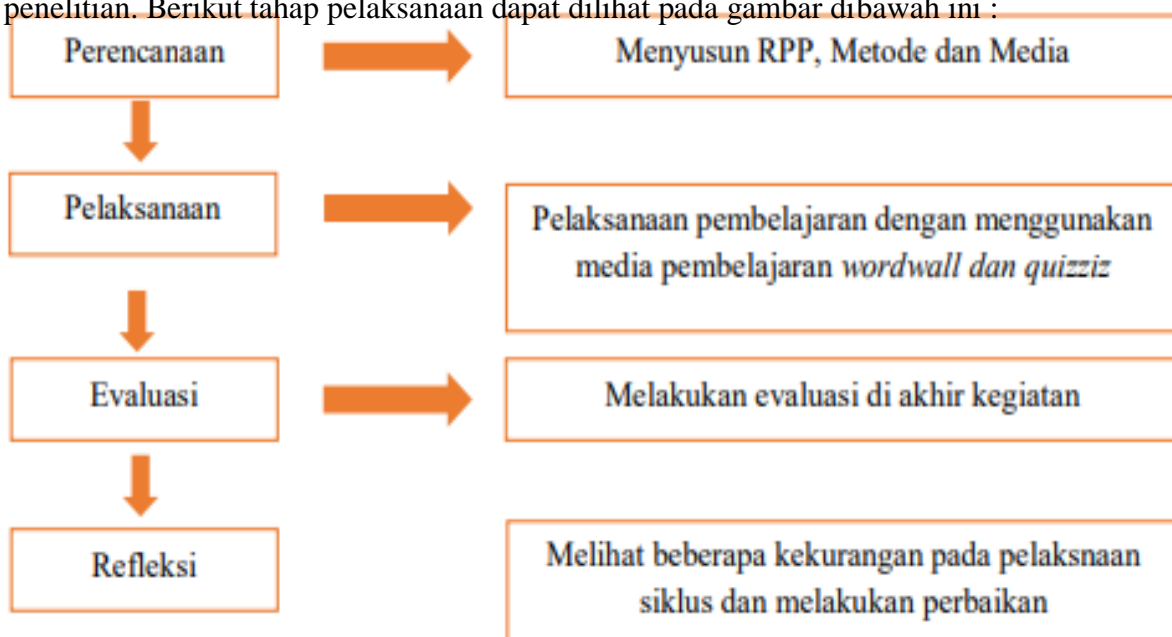 penelitian. Berikut tahap pelaksanaan dapat dilihat pada gambar dibawah ini :
Perencanaan
Menyusun RPP, Metode dan Media
Pelaksanaan
Pelaksanaan pembelajaran dengan menggunakan
media pembelajaran wordwall dan quizziz
Evaluasi
Melakukan evaluasi di akhir kegiatan
Refleksi
Melihat beberapa kekurangan pada pelaksnaan
siklus dan melakukan perbaikan